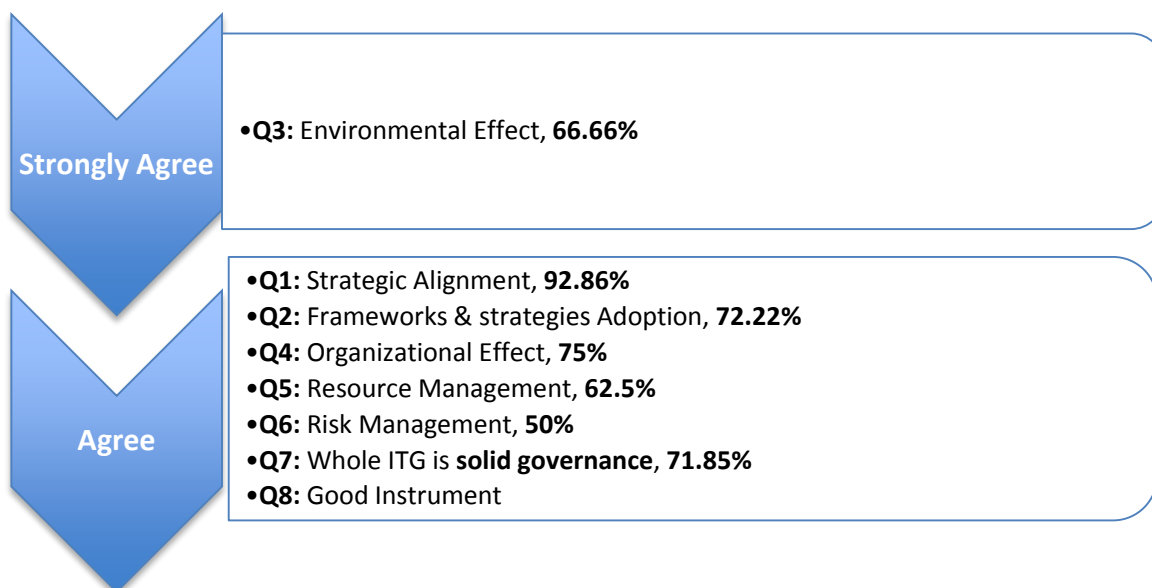 Strongly Agree
•Q3: Environmental Effect, 66.66%
Agree
•Q1: Strategic Alignment, 92.86%
•Q2: Frameworks & strategies Adoption, 72.22%
•Q4: Organizational Effect, 75%
•Q5: Resource Management, 62.5%
•Q6: Risk Management, 50%
•Q7: Whole ITG is solid governance, 71.85%
•Q8: Good Instrument